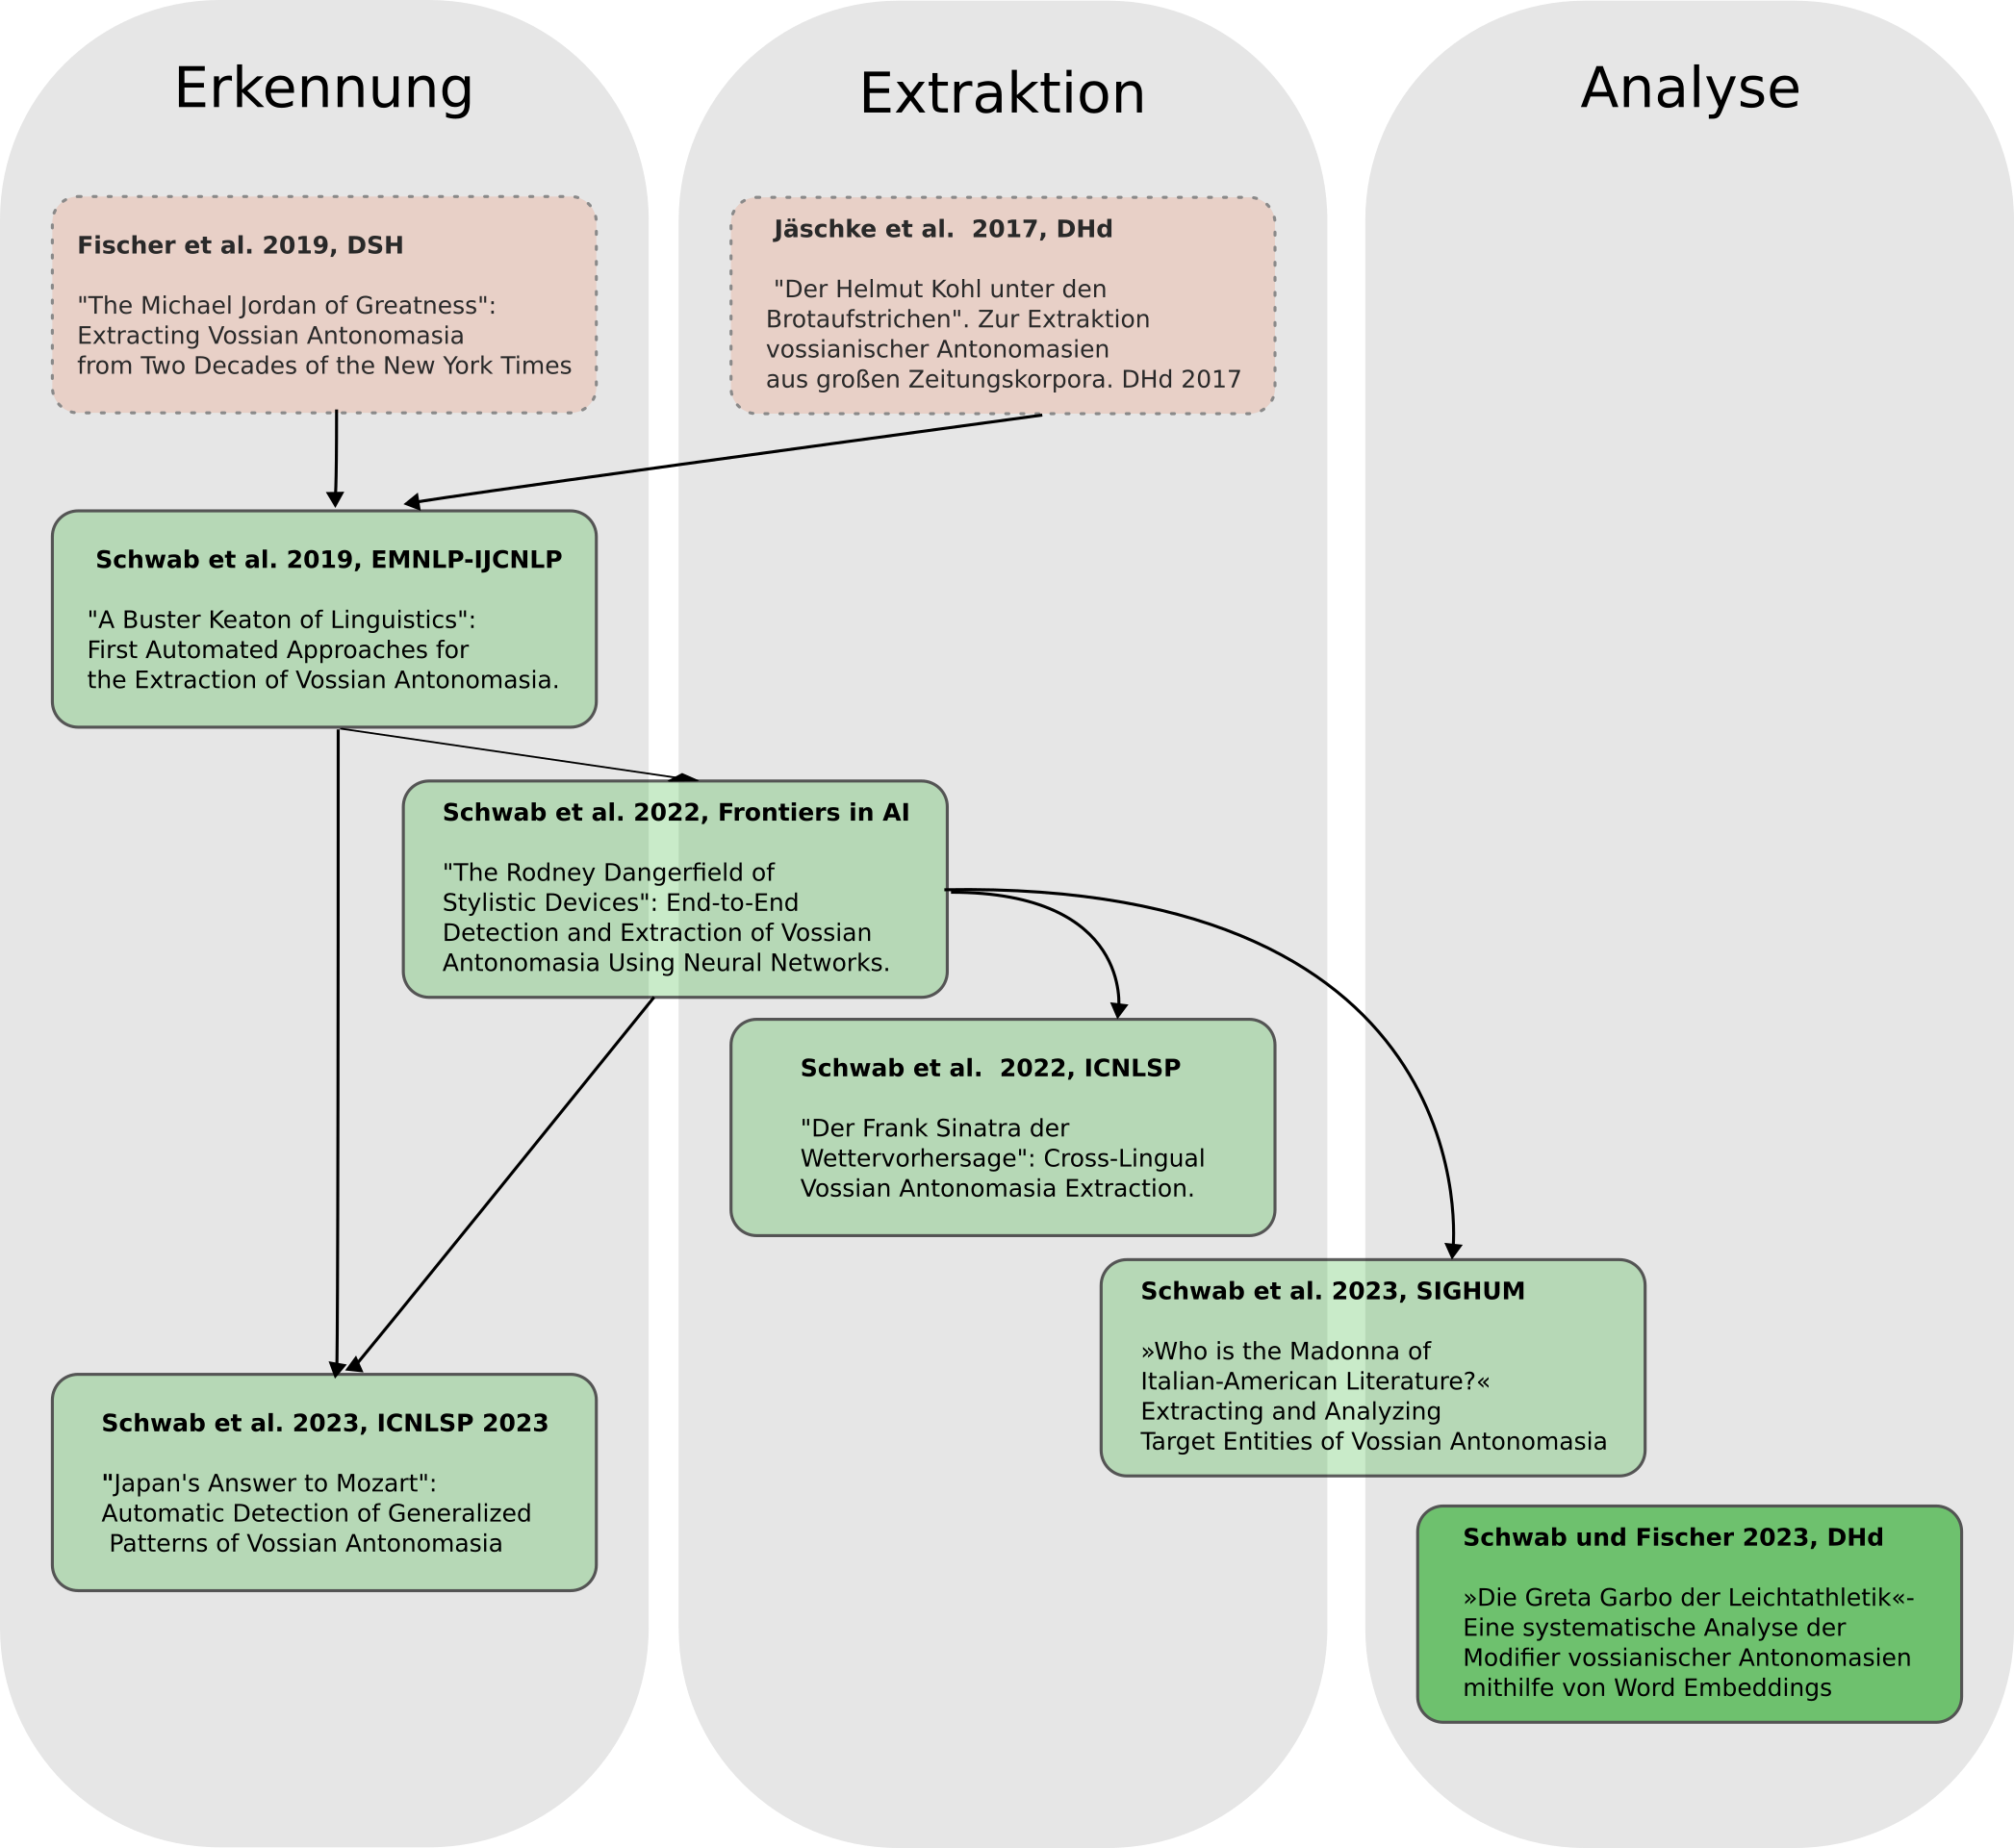 Erkennung
Extraktion
Analyse
Fischer et al. 2019, DSH
"The Michael Jordan of Greatness":
Extracting Vossian Antonomasia
from Two Decades of the New York Times
Jäschke et al.  2017, DHd
"Der Helmut Kohl unter den
Brotaufstrichen". Zur Extraktion
vossianischer Antonomasien
aus großen Zeitungskorpora. DHd 2017
Schwab et al. 2019, EMNLP-IJCNLP
"A Buster Keaton of Linguistics":
First Automated Approaches for
the Extraction of Vossian Antonomasia.
Schwab et al. 2022, Frontiers in AI
"The Rodney Dangerfield of
Stylistic Devices": End-to-End
Detection and Extraction of Vossian
Antonomasia Using Neural Networks.
Schwab et al.  2022, ICNLSP
"Der Frank Sinatra der
Wettervorhersage": Cross-Lingual
Vossian Antonomasia Extraction.
Schwab et al. 2023, SIGHUM
»Who is the Madonna of
Italian-American Literature?«
Extracting and Analyzing
Target Entities of Vossian Antonomasia
Schwab et al. 2023, ICNLSP 2023
"Japan's Answer to Mozart":
Automatic Detection of Generalized
Patterns of Vossian Antonomasia
Schwab und Fischer 2023, DHd
»Die Greta Garbo der Leichtathletik«-
Eine systematische Analyse der
Modifier vossianischer Antonomasien
mithilfe von Word Embeddings